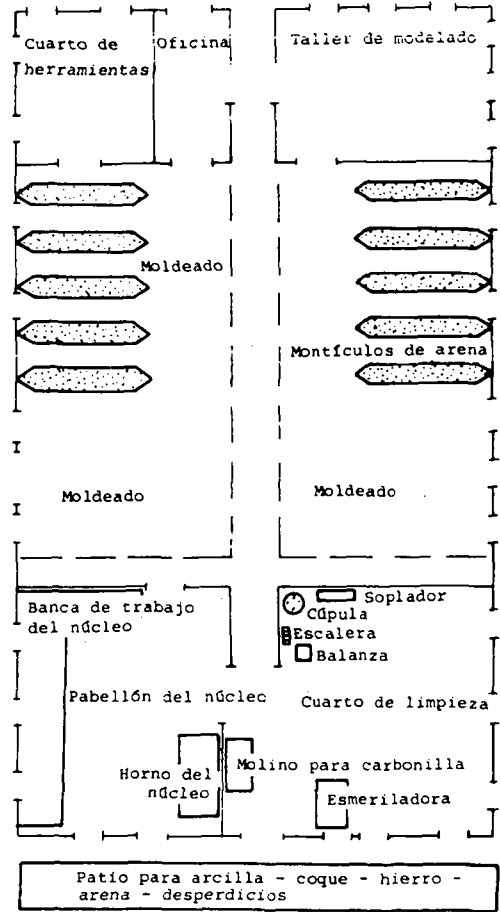 Cuarto de
herramientas
Oficina
Taller de modelado
Moldeado
Montículos de arena
Moldeado
Moldeado
Banca de trabajo
del núcleo
Soplador
Cúpula
Escalera
Balanza
Pabellón del núcleo
Cuarto de limpieza
Horno del
núcleo
Molino para carbonilla
Esmeriladora
Patio para arcilla - coque - hierro -
arena - desperdicios